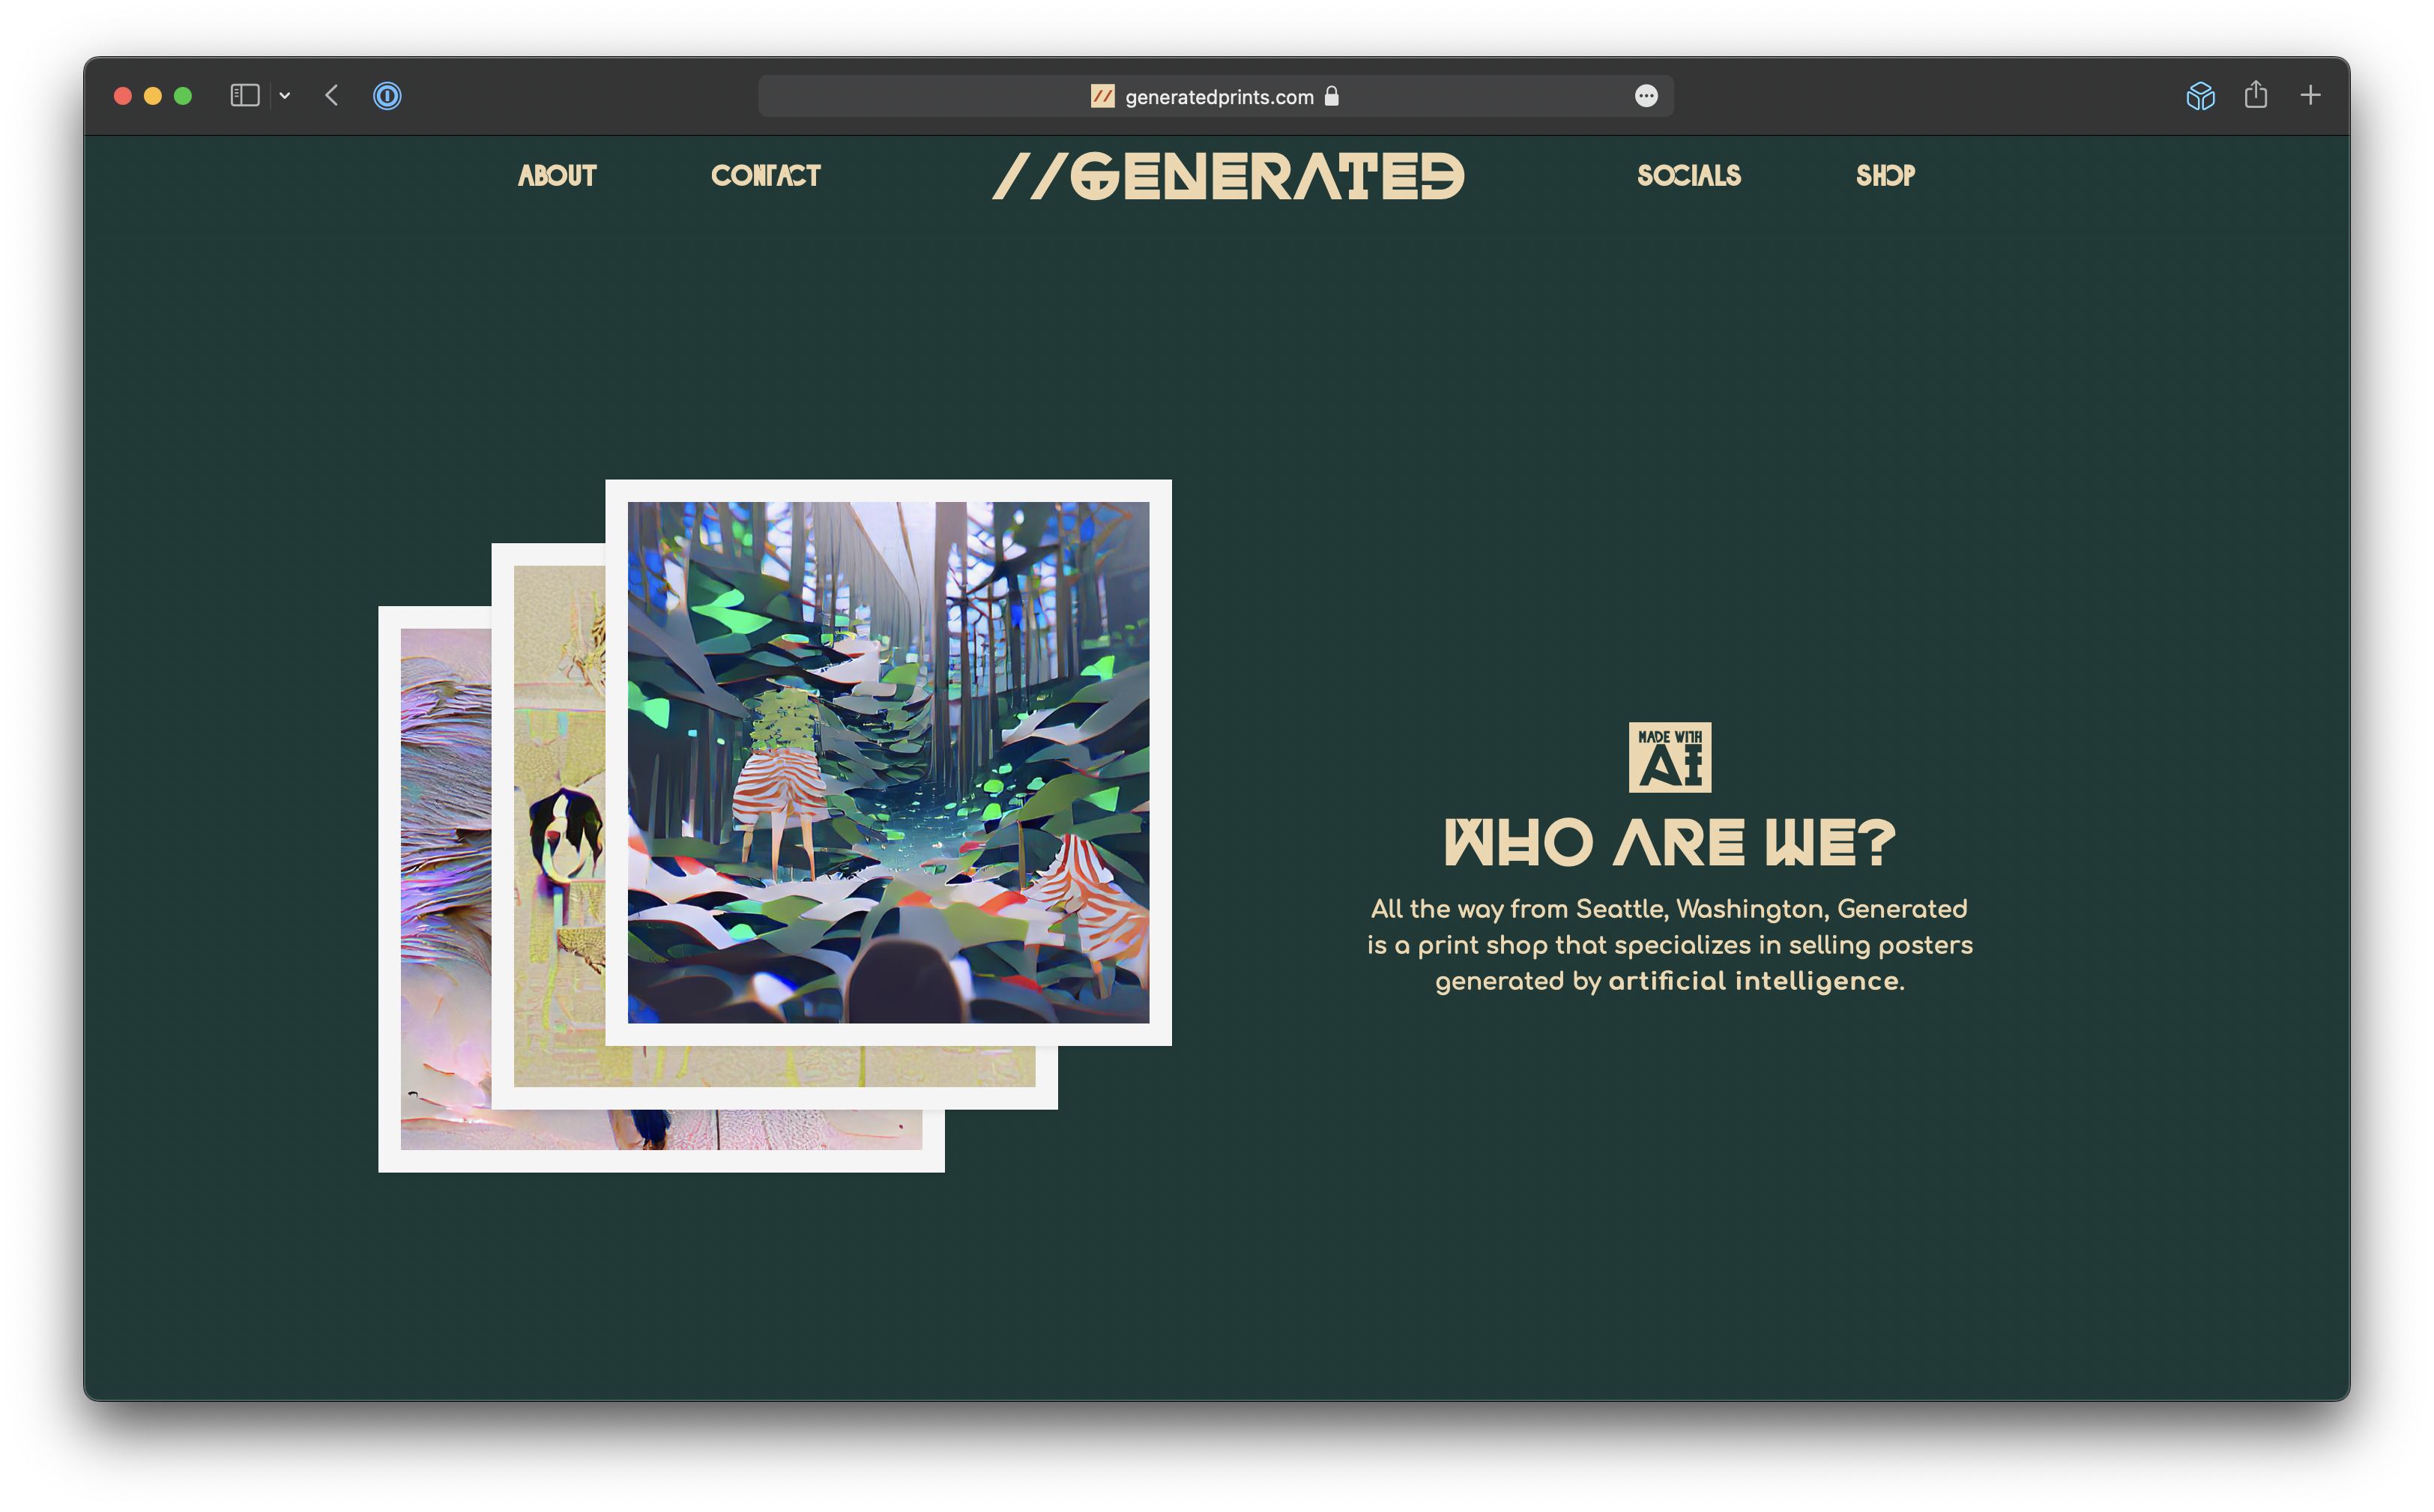 generatedprints.com
ABOUT
CONTACT
//GENERATED
SOCIALS
SHOP
MADE WITH
AI
WHO ARE WE?
All the way from Seattle, Washington, Generated
is a print shop that specializes in selling posters
generated by artificial intelligence.